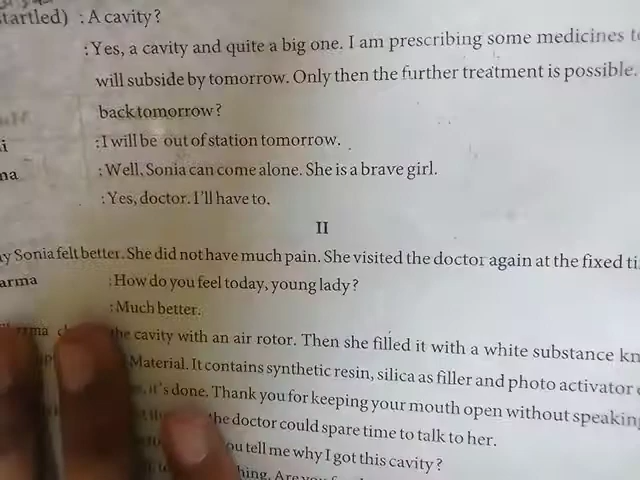 startled) : A cavity?
: Yes, a cavity and quite a big one. I am prescribing some medicines
will subside by tomorrow. Only then the further treatment is possible.
back tomorrow?
: I will be out of station tomorrow.
: Well, Sonia can come alone. She is a brave girl.
: Yes, doctor. I'll have to.
II
Sonia felt better. She did not have much pain. She visited the doctor again at the fixed
arma : How do you feel today, young lady?
: Much better.
the cavity with an air rotor. Then she filled it with a white substance
Material. It contains synthetic resin, silica as filler and photo activator
it's done. Thank you for keeping your mouth open without speaking
the doctor could spare time to talk to her.
you tell me why I got this cavity?